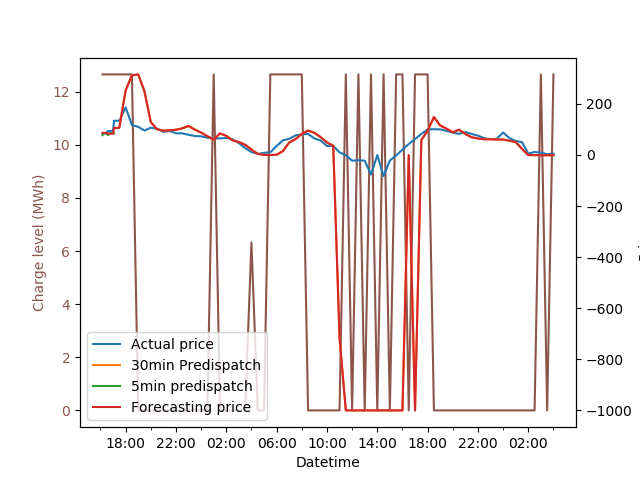 12
10
8
6
4
2
0
Charge level (MWh)
200
0
−200
−400
−600
−800
−1000
Actual price
30min Predispatch
5min predispatch
Forecasting price
18:00 22:00 02:00 06:00 10:00 14:00 18:00 22:00 02:00
Datetime